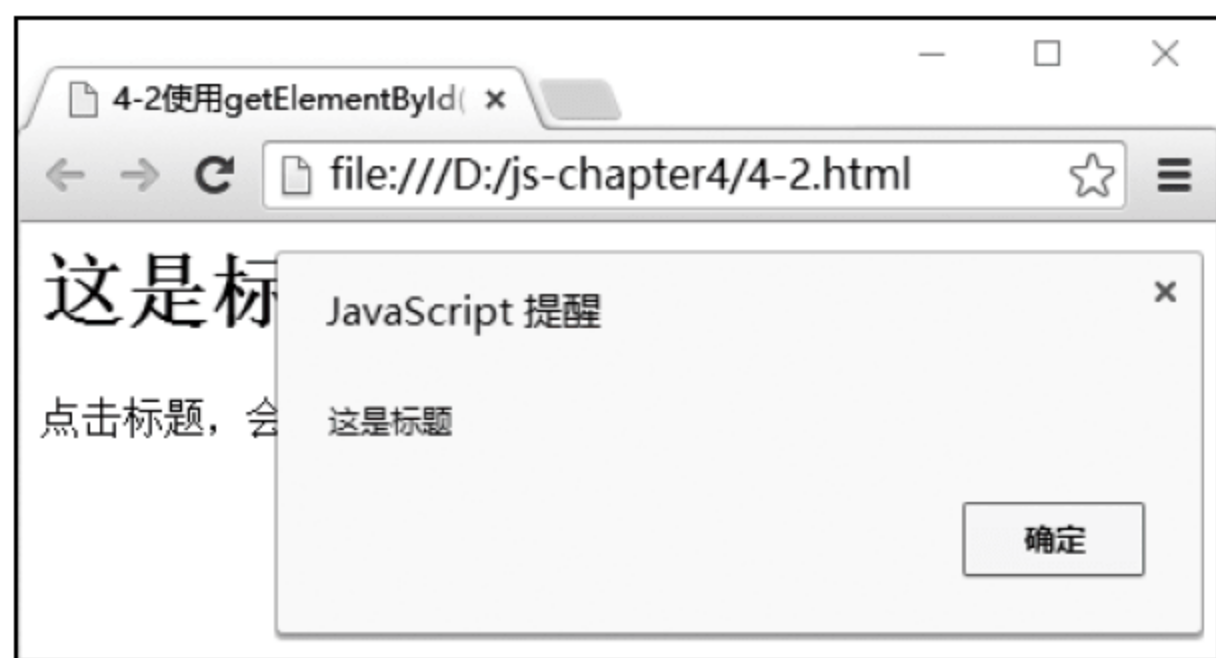 4-2使用getElementById(
file:///D:/js-chapter4/4-2.html
这是标
JavaScript 提醒
点击标题，会
这是标题
确定